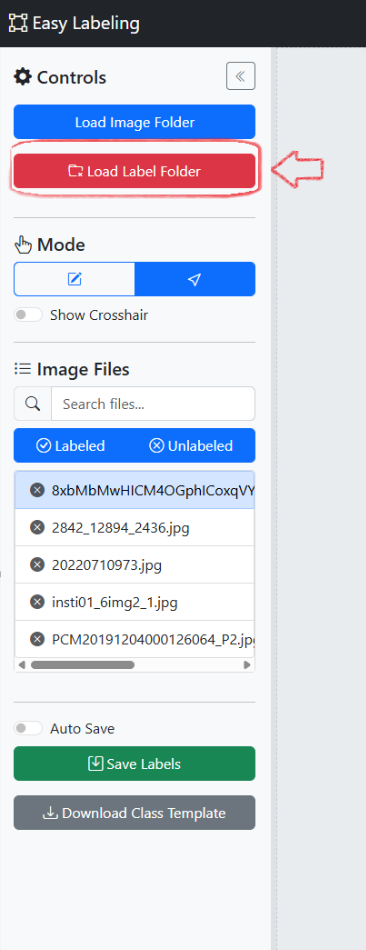 Easy Labeling
Controls
Load Image Folder
Load Label Folder
Mode
Show Crosshair
Image Files
Search files...
Labeled Unlabeled
8xbMbMwHICM4OGphICoxqVY
2842_12894_2436.jpg
20220710973.jpg
insti01_6img2_1.jpg
PCM20191204000126064_P2.jpg
Auto Save
Save Labels
Download Class Template